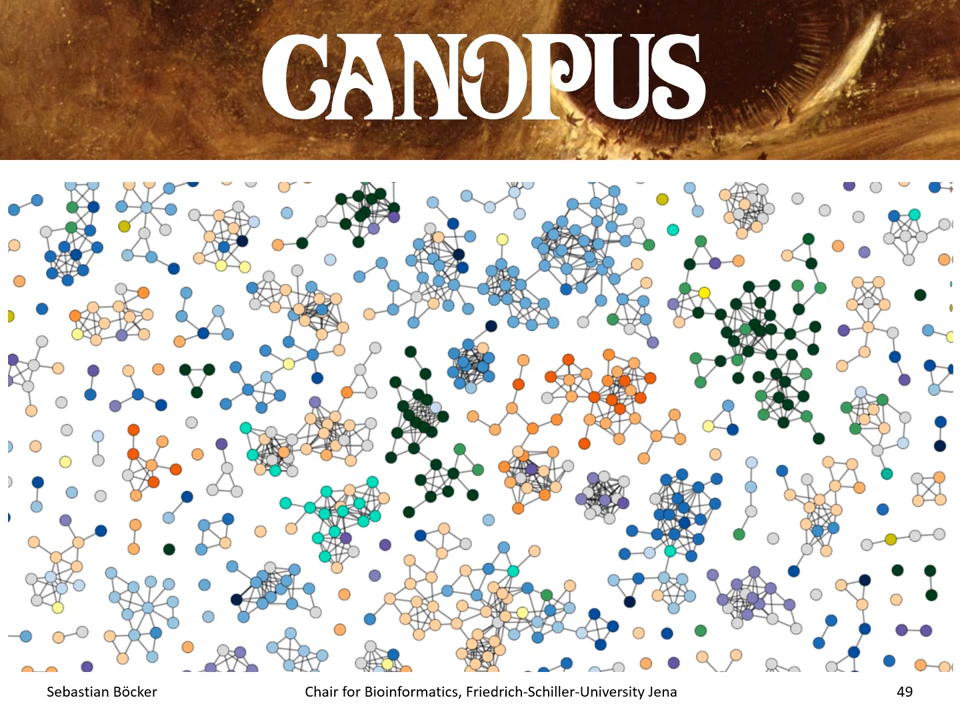 CANOPUS
Sebastian Böcker
Chair for Bioinformatics, Friedrich-Schiller-University Jena
49